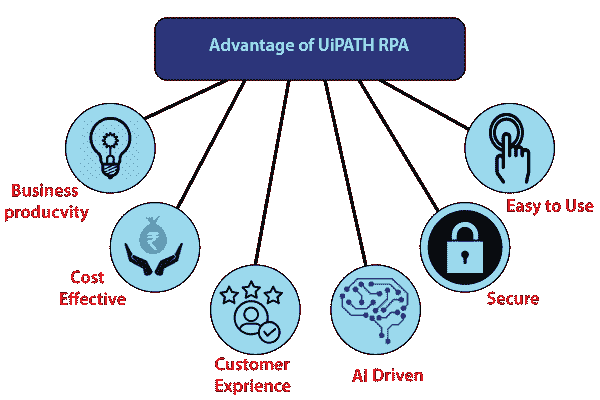 Advantage of UiPATH RPA
Business
producvity
Cost
Effective
Customer
Exprience
AI Driven
Secure
Easy to Use
₹